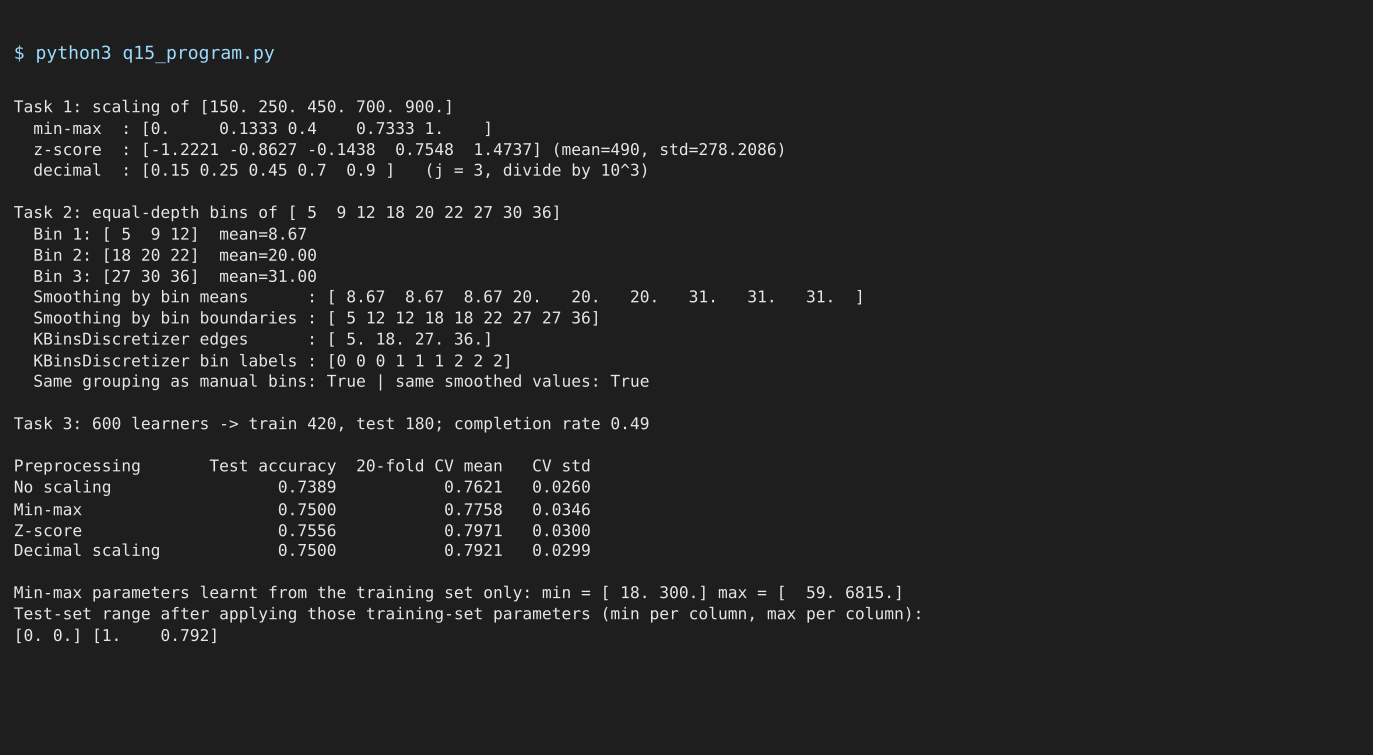 $ python3 q15_program.py
Task 1: scaling of [150. 250. 450. 700. 900.]
  min-max  : [0.     0.1333 0.4    0.7333 1.    ]
  z-score  : [-1.2221 -0.8627 -0.1438  0.7548  1.4737] (mean=490, std=278.2086)
  decimal  : [0.15 0.25 0.45 0.7  0.9 ]   (j = 3, divide by 10^3)
Task 2: equal-depth bins of [ 5  9 12 18 20 22 27 30 36]
  Bin 1: [ 5  9 12]  mean=8.67
  Bin 2: [18 20 22]  mean=20.00
  Bin 3: [27 30 36]  mean=31.00
  Smoothing by bin means      : [ 8.67  8.67  8.67 20.   20.   20.   31.   31.   31.  ]
  Smoothing by bin boundaries : [ 5 12 12 18 18 22 27 27 36]
  KBinsDiscretizer edges      : [ 5. 18. 27. 36.]
  KBinsDiscretizer bin labels : [0 0 0 1 1 1 2 2 2]
  Same grouping as manual bins: True | same smoothed values: True
Task 3: 600 learners -> train 420, test 180; completion rate 0.49
Preprocessing       Test accuracy  20-fold CV mean   CV std
No scaling                 0.7389           0.7621   0.0260
Min-max                    0.7500           0.7758   0.0346
Z-score                    0.7556           0.7971   0.0300
Decimal scaling            0.7500           0.7921   0.0299
Min-max parameters learnt from the training set only: min = [ 18. 300.] max = [  59. 6815.]
Test-set range after applying those training-set parameters (min per column, max per column):
[0. 0.] [1.    0.792]